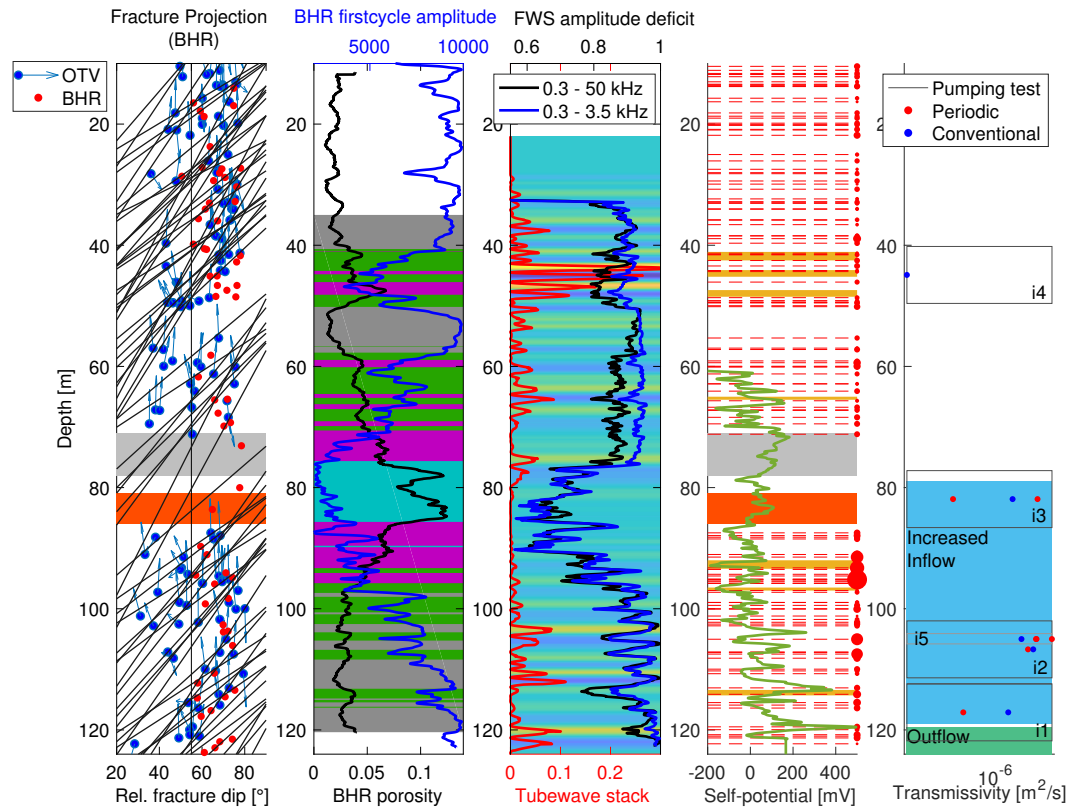 Fracture Projection
(BHR)
BHR firstcycle amplitude
FWS amplitude deficit
5000
10000
0.6
0.8
1
OTV
BHR
0.3 - 50 kHz
0.3 - 3.5 kHz
Pumping test
Periodic
Conventional
Depth [m]
20
40
60
80
100
120
20
40
60
80
100
120
20
40
60
80
100
120
20
40
60
80
100
120
20
40
60
80
100
120
i4
i3
Increased
Inflow
i5
i2
i1
Outflow
20
40
60
80
0
0.05
0.1
0
0.2
-200
0
200
400
10-6
Rel. fracture dip [°]
BHR porosity
Tubewave stack
Self-potential [mV]
Transmissivity [m²/s]